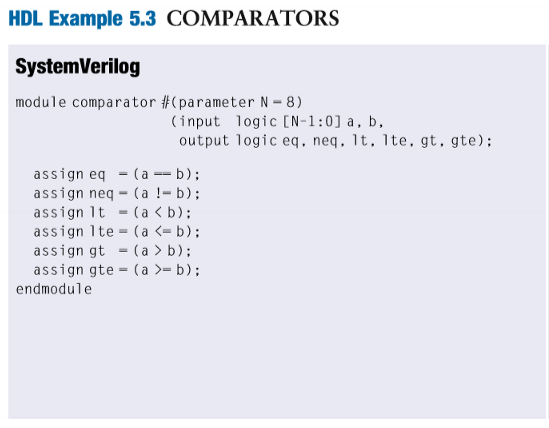 HDL Example 5.3 COMPARATORS
SystemVerilog
module comparator #(parameter N = 8)
(input logic [N-1:0] a, b,
output logic eq, neq, lt, lte, gt, gte);
assign eq = (a == b);
assign neq = (a != b);
assign lt = (a < b);
assign lte = (a <= b);
assign gt = (a > b);
assign gte = (a >= b);
endmodule